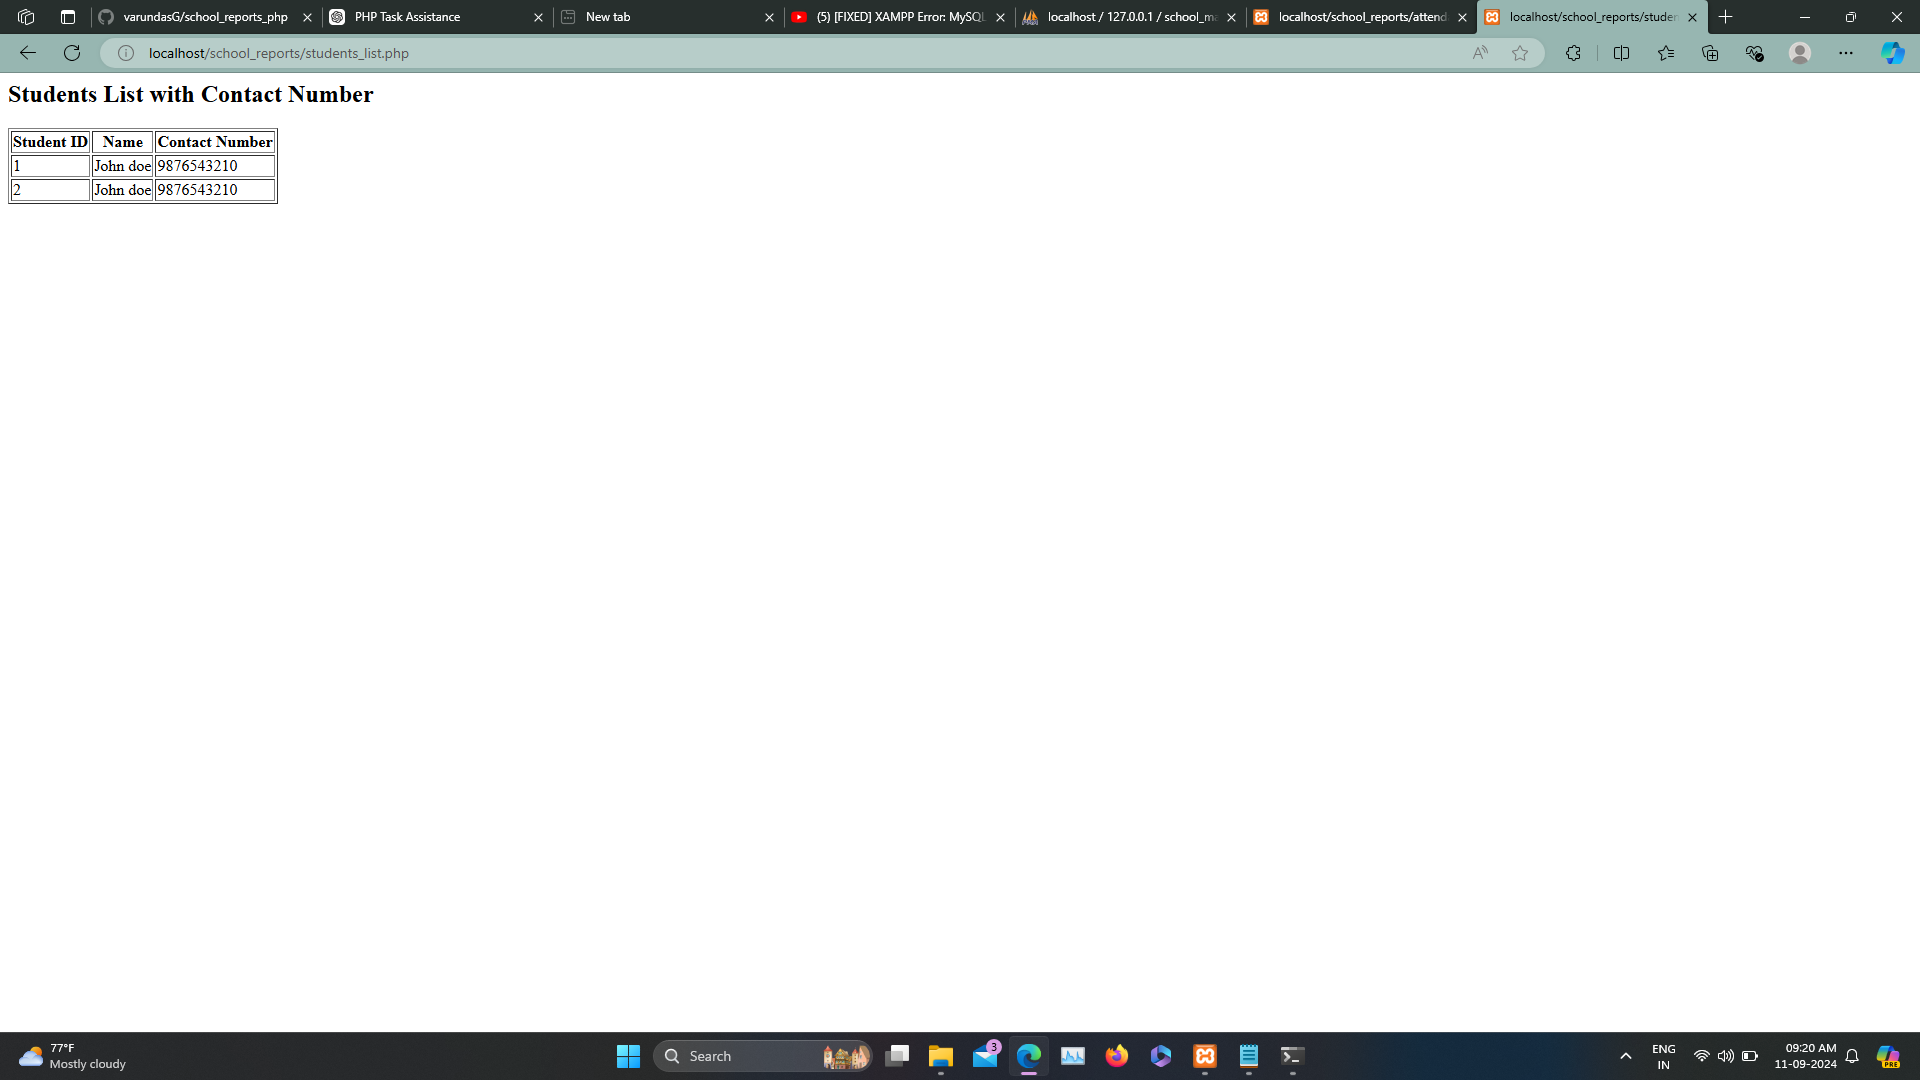 varundasG/school_reports_php
PHP Task Assistance
New tab
(5) [FIXED] XAMPP Error: MySQL
localhost / 127.0.0.1 / school_ma
localhost/school_reports/attend
localhost/school_reports/studen
localhost/school_reports/students_list.php
Students List with Contact Number
Student ID Name Contact Number
1 John doe 9876543210
2 John doe 9876543210
77°F
Mostly cloudy
Search
3
ENG
IN
09:20 AM
11-09-2024
PRE